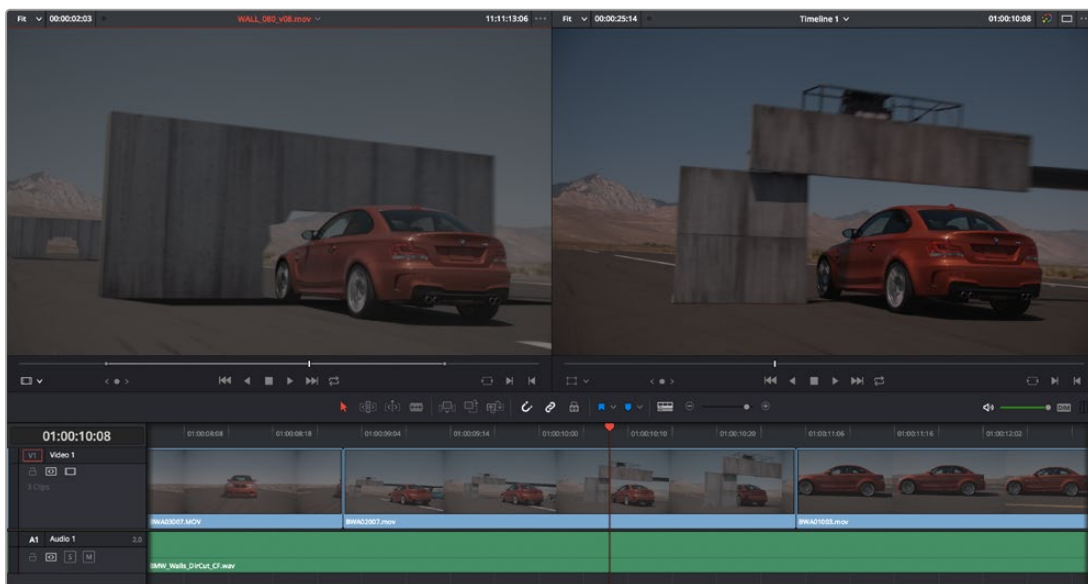 Fit 00:00:02:03 WALL_080_v08.mov 11:11:13:06
Fit 00:00:25:14 Timeline 1 01:00:10:08
DIM
01:00:10:08
01:00:08:08 01:00:08:18 01:00:09:04 01:00:09:14 01:00:10:00 01:00:10:10 01:00:10:20 01:00:11:06 01:00:11:16 01:00:12:02
V1 Video 1
3 Clips
BWA03007.MOV BWA02007.mov BWA01003.mov
A1 Audio 1 2.0
S M
BMW_Walls_DirCut_CF.wav